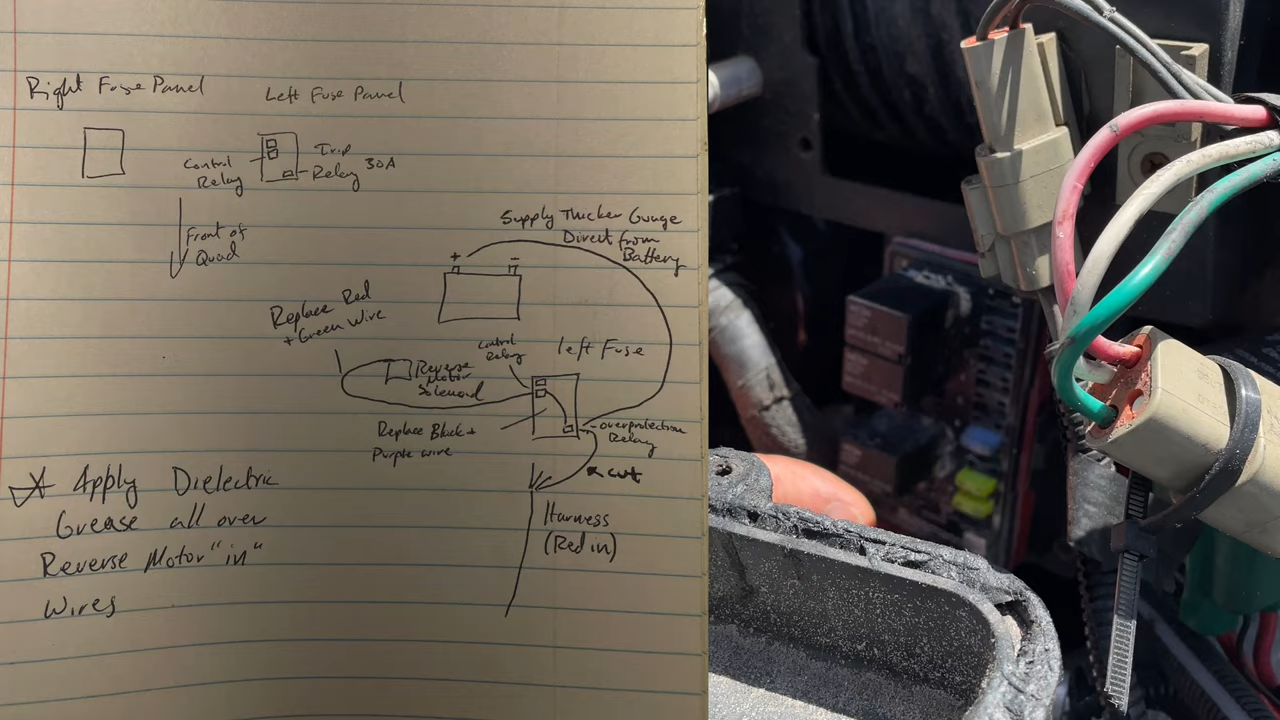 Right Fuse Panel
Left Fuse Panel
Control
Relay
Trip
Relay 30A
Front of
Quad
Supply Thicker Guage
Direct from
Battery
+ -
Replace Red
+ Green Wire
Control
Relay
left Fuse
Reverse
Motor
Solenoid
Replace Black +
Purple wire
overprotection
Relay
cut
Apply Dielectric
Grease all over
Reverse Motor "in"
Wires
Harness
(Red in)